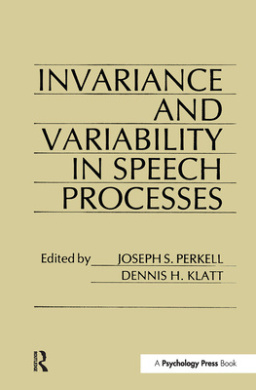 INVARIANCE
AND
VARIABILITY
IN SPEECH
PROCESSES
Edited by JOSEPH S. PERKELL
DENNIS H. KLATT
R
A Psychology Press Book